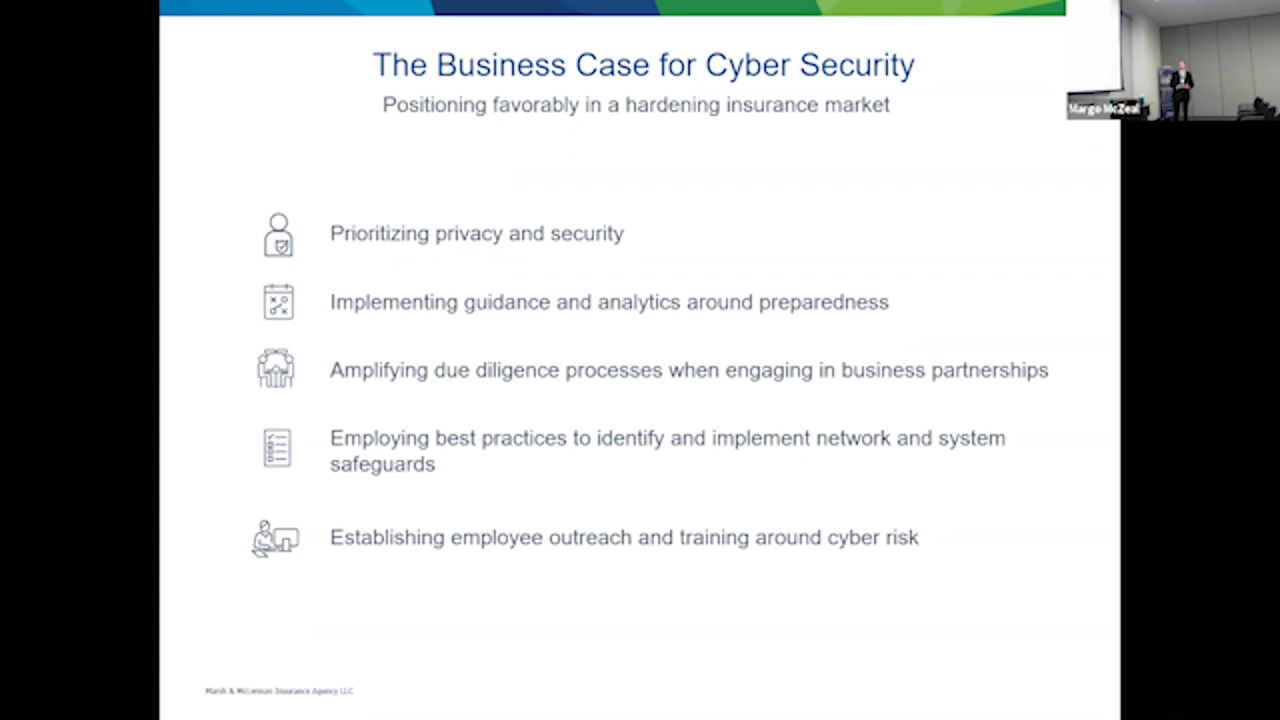 The Business Case for Cyber Security
Positioning favorably in a hardening insurance market
Margo McZeal
Prioritizing privacy and security
Implementing guidance and analytics around preparedness
Amplifying due diligence processes when engaging in business partnerships
Employing best practices to identify and implement network and system
safeguards
Establishing employee outreach and training around cyber risk
Marsh & McLennan Insurance Agency LLC